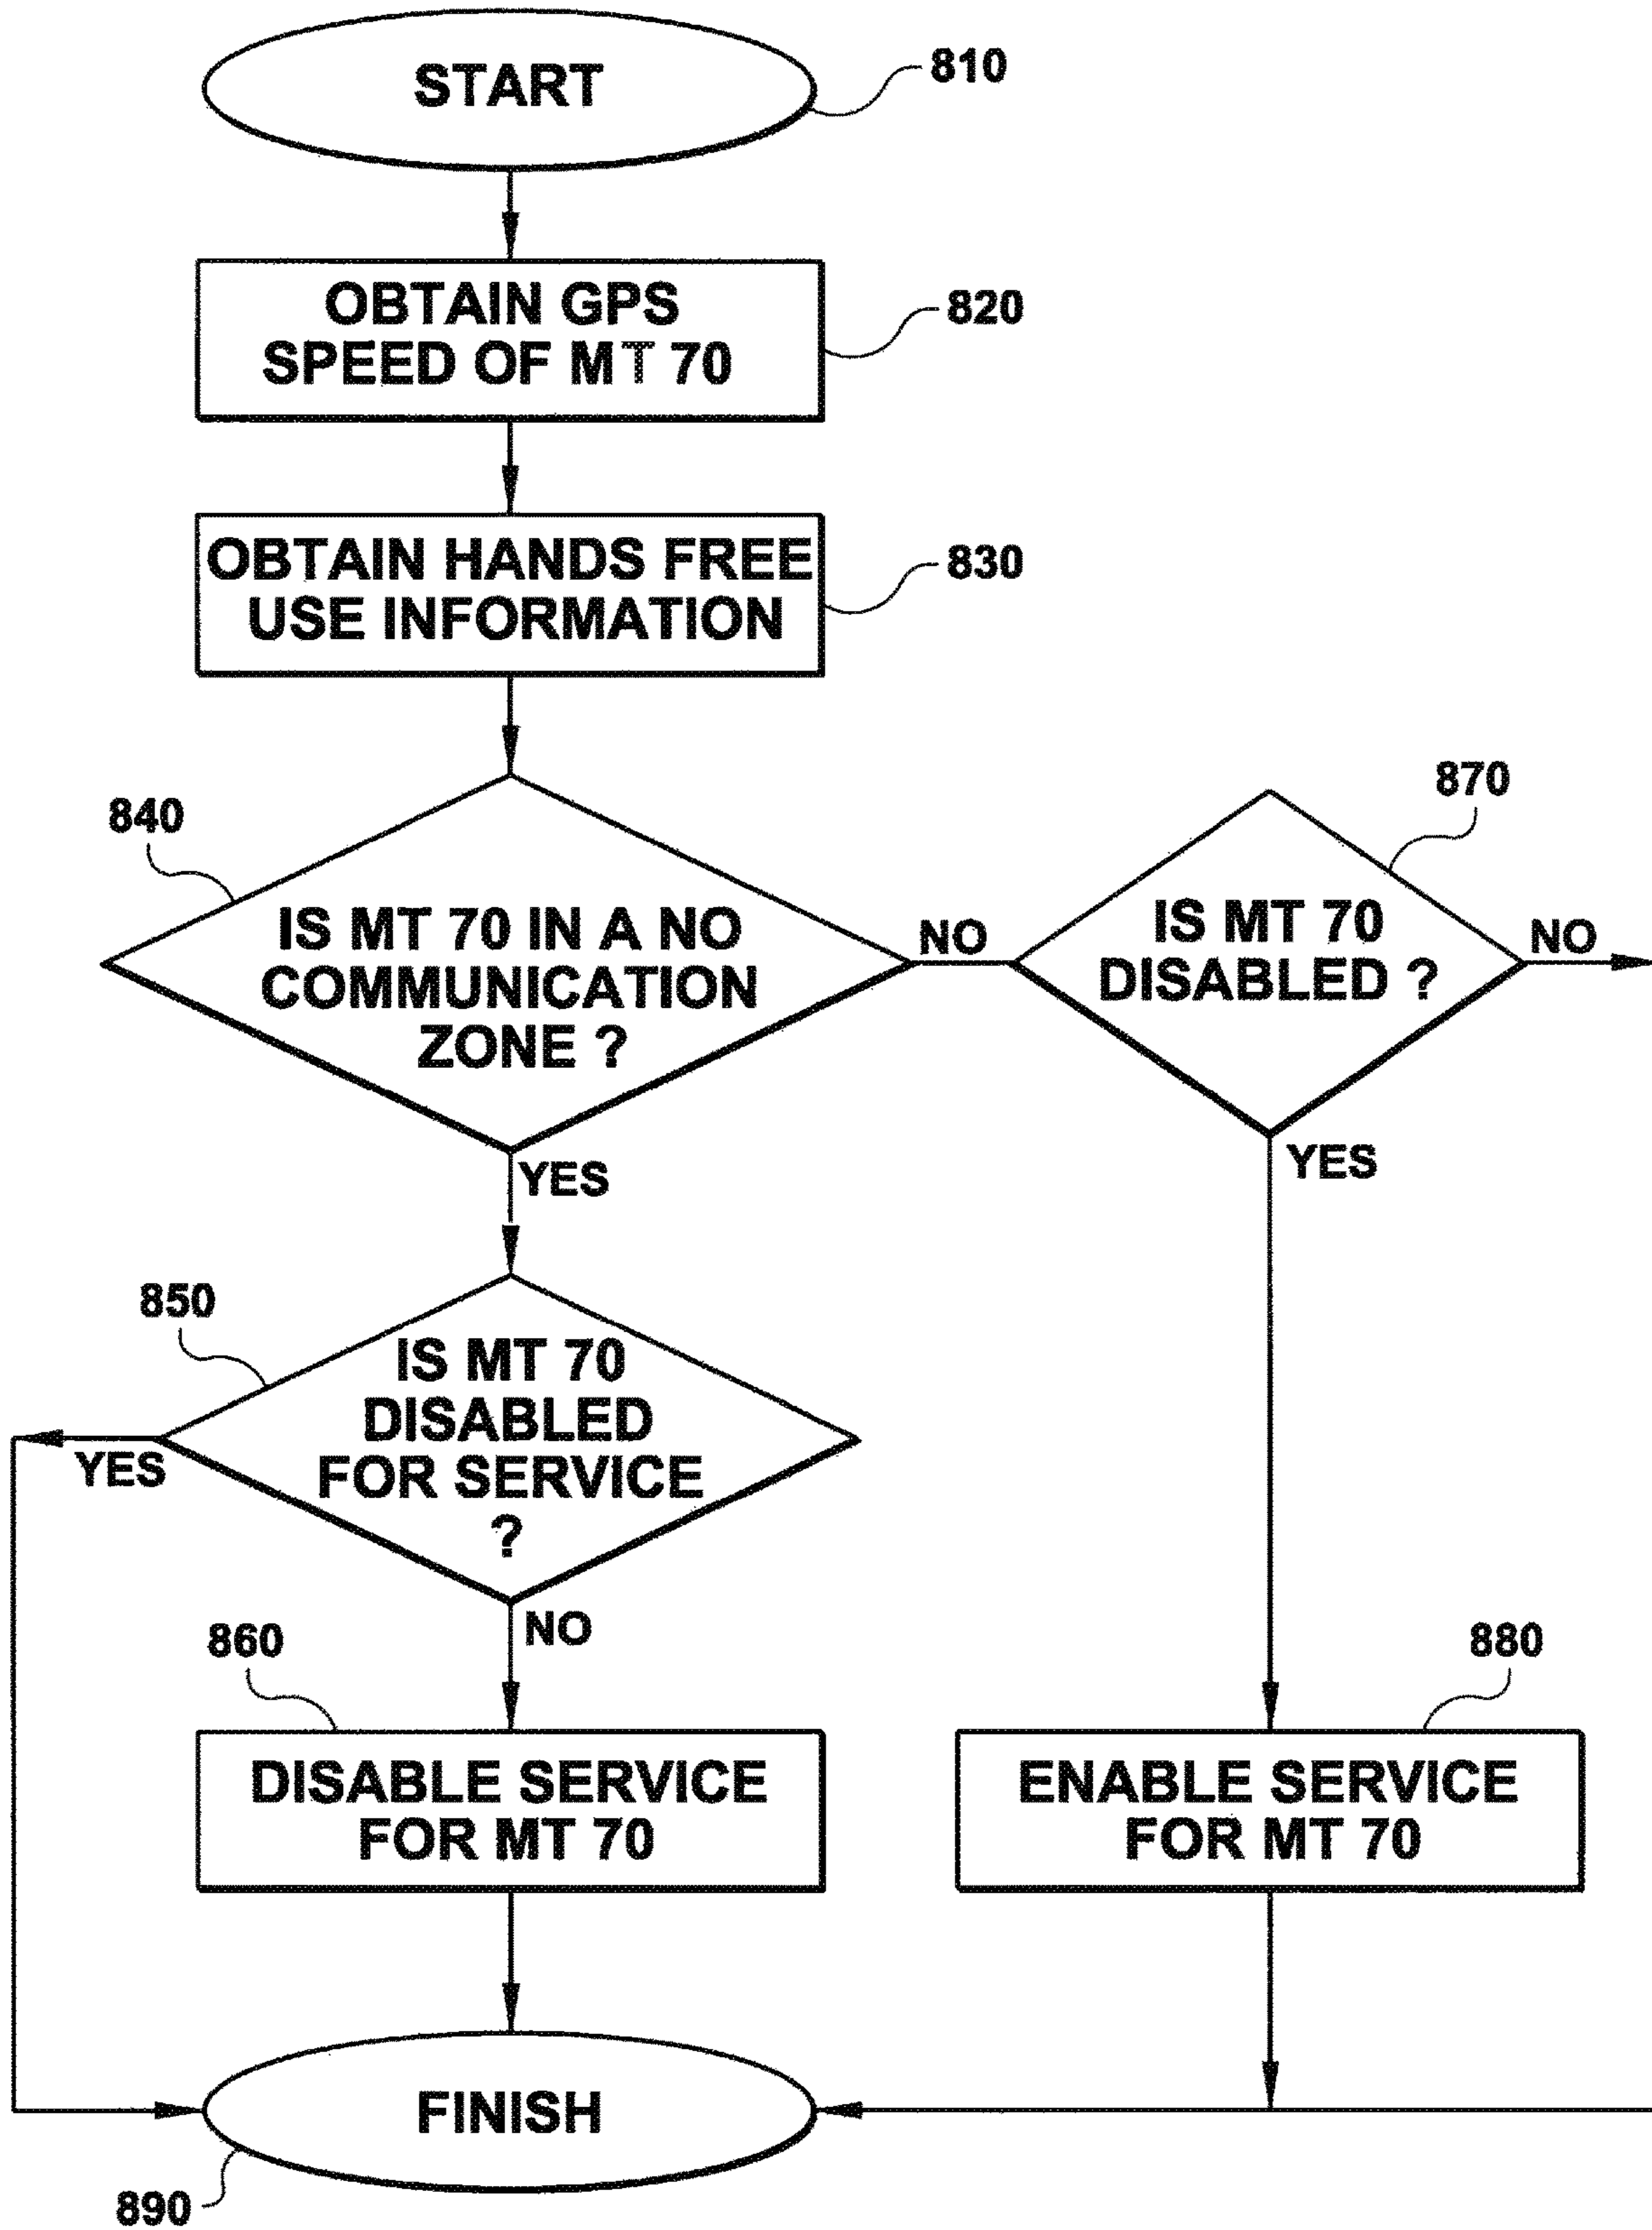 START
810
OBTAIN GPS
SPEED OF MT 70
820
OBTAIN HANDS FREE
USE INFORMATION
830
840
IS MT 70 IN A NO
COMMUNICATION
ZONE ?
NO
YES
870
IS MT 70
DISABLED ?
NO
YES
850
IS MT 70
DISABLED
FOR SERVICE
?
YES
NO
860
DISABLE SERVICE
FOR MT 70
880
ENABLE SERVICE
FOR MT 70
FINISH
890